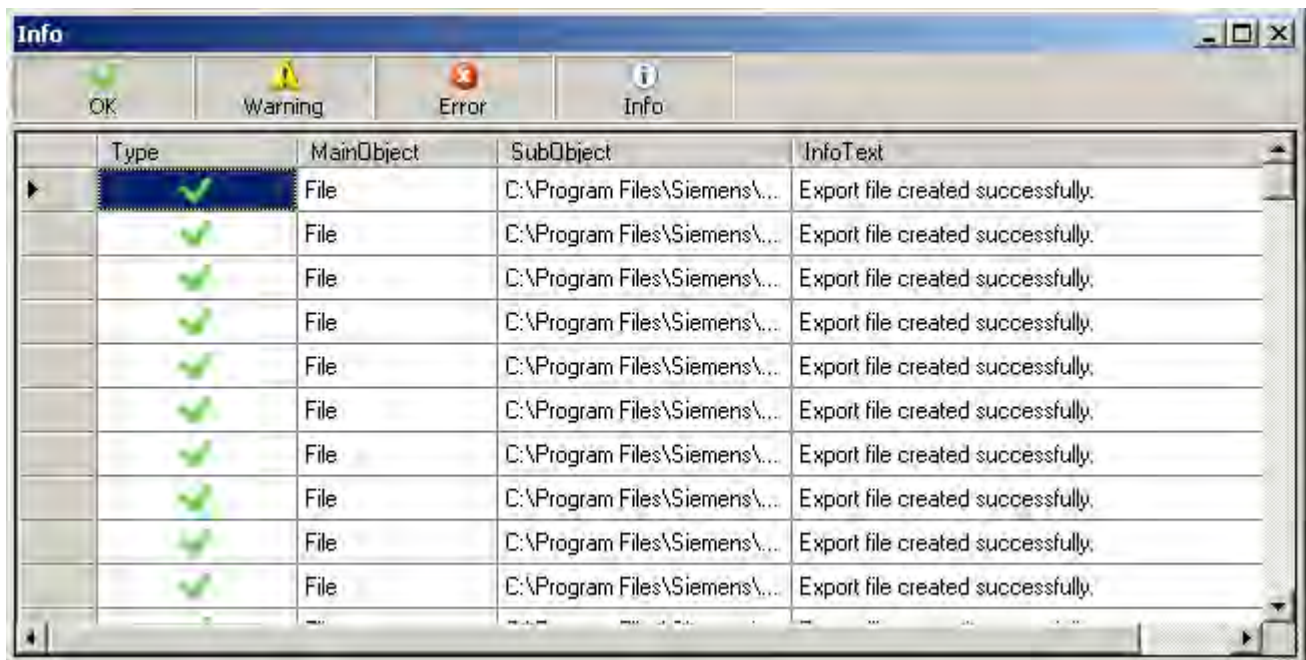 Info
OK Warning Error Info
Type MainObject SubObject InfoText
File C:\Program Files\Siemens\... Export file created successfully.
File C:\Program Files\Siemens\... Export file created successfully.
File C:\Program Files\Siemens\... Export file created successfully.
File C:\Program Files\Siemens\... Export file created successfully.
File C:\Program Files\Siemens\... Export file created successfully.
File C:\Program Files\Siemens\... Export file created successfully.
File C:\Program Files\Siemens\... Export file created successfully.
File C:\Program Files\Siemens\... Export file created successfully.
File C:\Program Files\Siemens\... Export file created successfully.
File C:\Program Files\Siemens\... Export file created successfully.